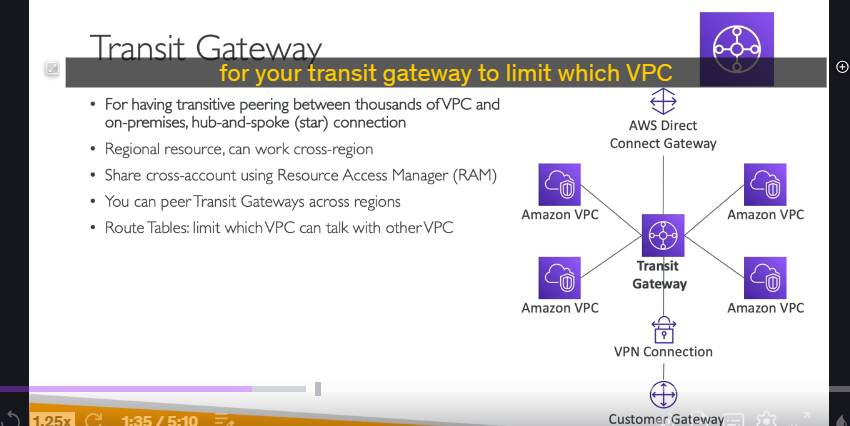 Transit Gateway
for your transit gateway to limit which VPC
• For having transitive peering between thousands of VPC and
on-premises, hub-and-spoke (star) connection
• Regional resource, can work cross-region
• Share cross-account using Resource Access Manager (RAM)
• You can peer Transit Gateways across regions
• Route Tables: limit which VPC can talk with other VPC
AWS Direct
Connect Gateway
Amazon VPC
Amazon VPC
Transit
Gateway
Amazon VPC
Amazon VPC
VPN Connection
Customer Gateway
1.25x
1:35 / 5:10